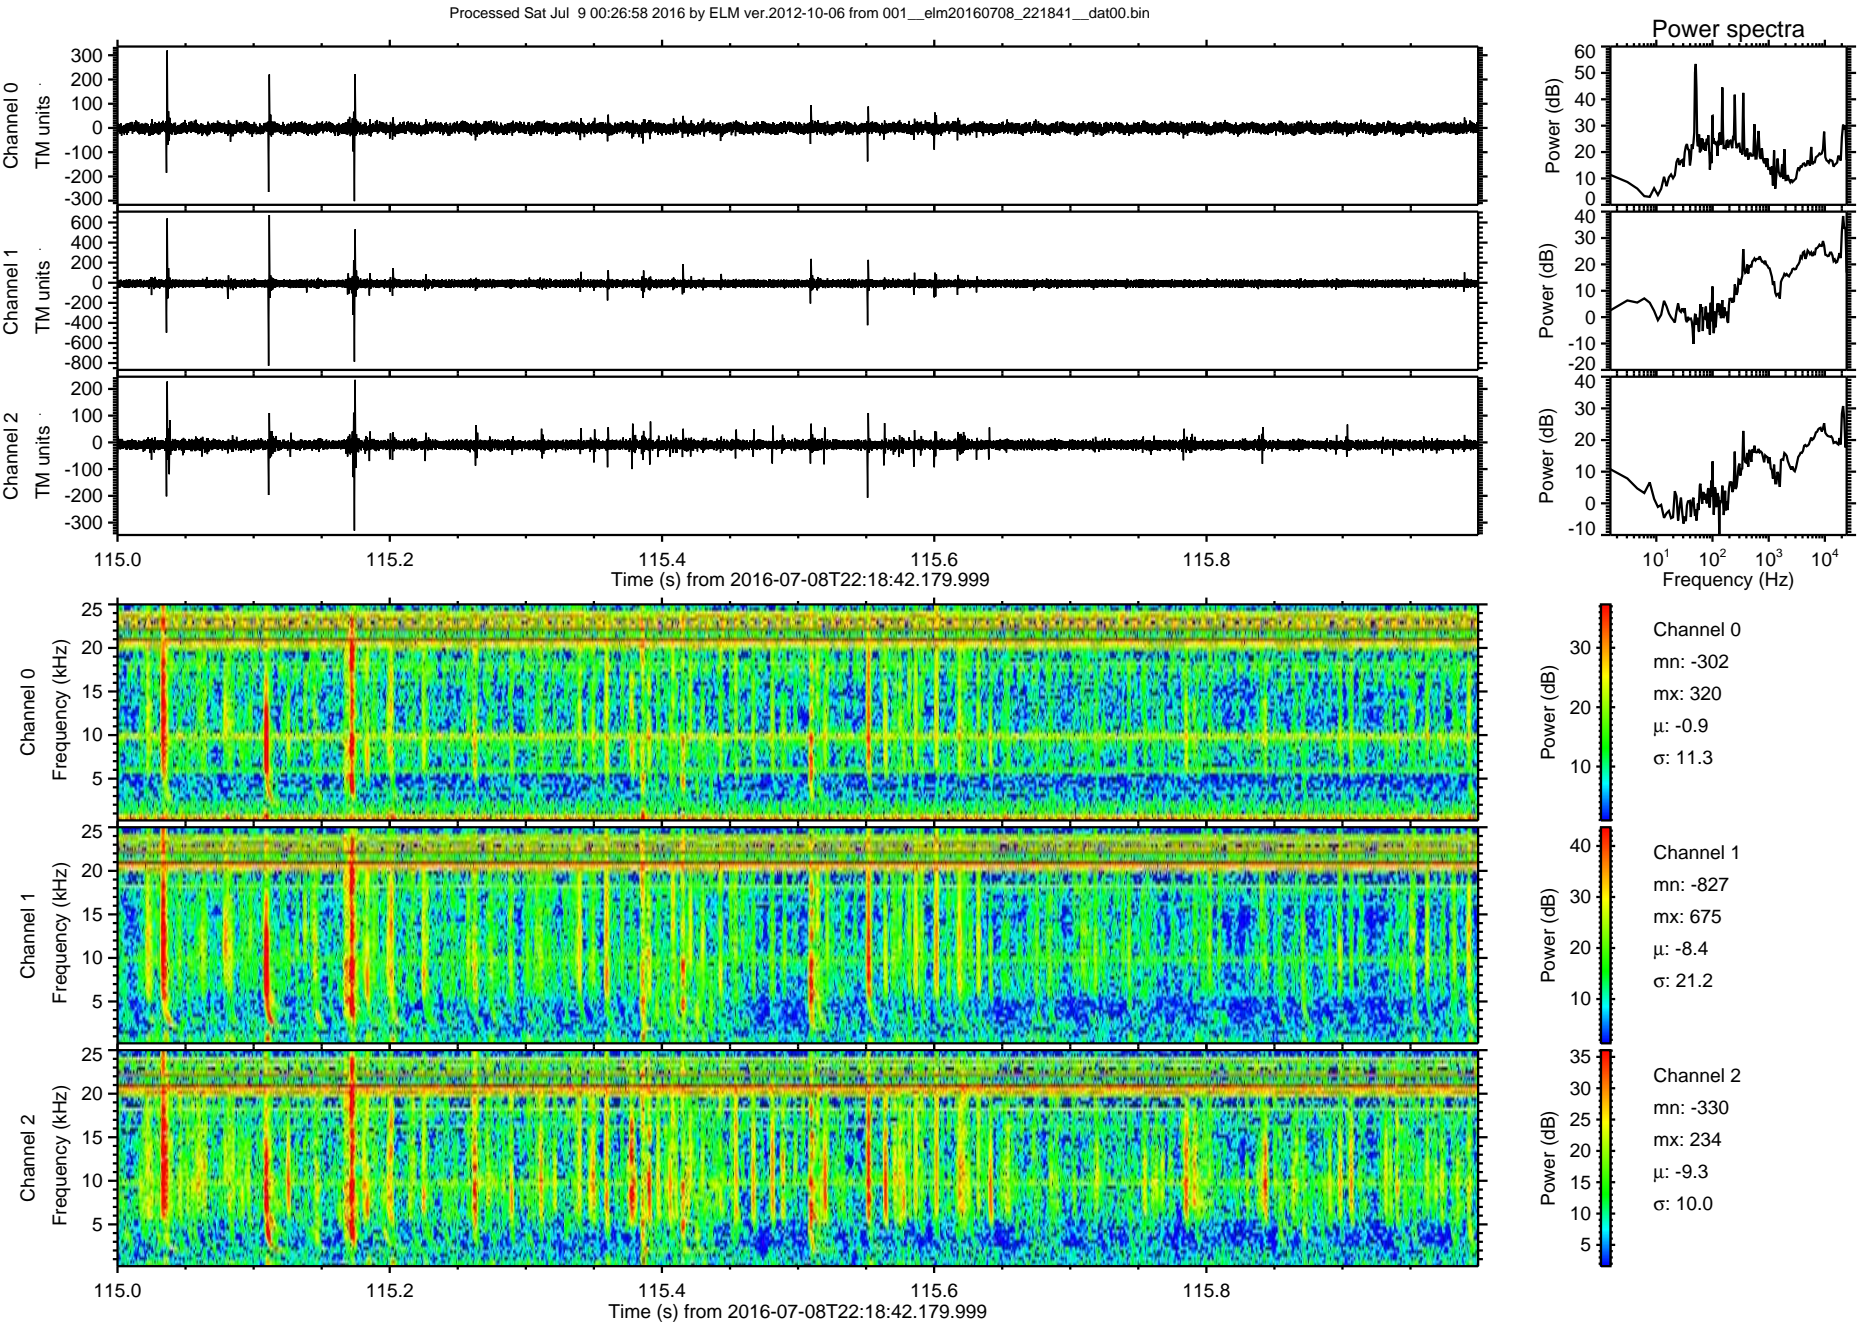 Processed Sat Jul  9 00:26:58 2016 by ELM ver.2012-10-06 from 001__elm20160708_221841__dat00.bin
Power spectra
Channel 0
TM units
300
200
100
0
-100
-200
-300
Power (dB)
60
50
40
30
20
10
0
Channel 1
TM units
600
400
200
0
-200
-400
-600
-800
Power (dB)
40
30
20
10
0
-10
-20
Channel 2
TM units
200
100
0
-100
-200
-300
Power (dB)
40
30
20
10
0
-10
115.0 115.2 115.4 115.6 115.8
Time (s) from 2016-07-08T22:18:42.179.999
10^1 10^2 10^3 10^4
Frequency (Hz)
Channel 0
Frequency (kHz)
25
20
15
10
5
Power (dB)
30
20
10
Channel 0
mn: -302
mx: 320
μ: -0.9
σ: 11.3
Channel 1
Frequency (kHz)
25
20
15
10
5
Power (dB)
40
30
20
10
Channel 1
mn: -827
mx: 675
μ: -8.4
σ: 21.2
Channel 2
Frequency (kHz)
25
20
15
10
5
Power (dB)
35
30
25
20
15
10
5
Channel 2
mn: -330
mx: 234
μ: -9.3
σ: 10.0
115.0 115.2 115.4 115.6 115.8
Time (s) from 2016-07-08T22:18:42.179.999